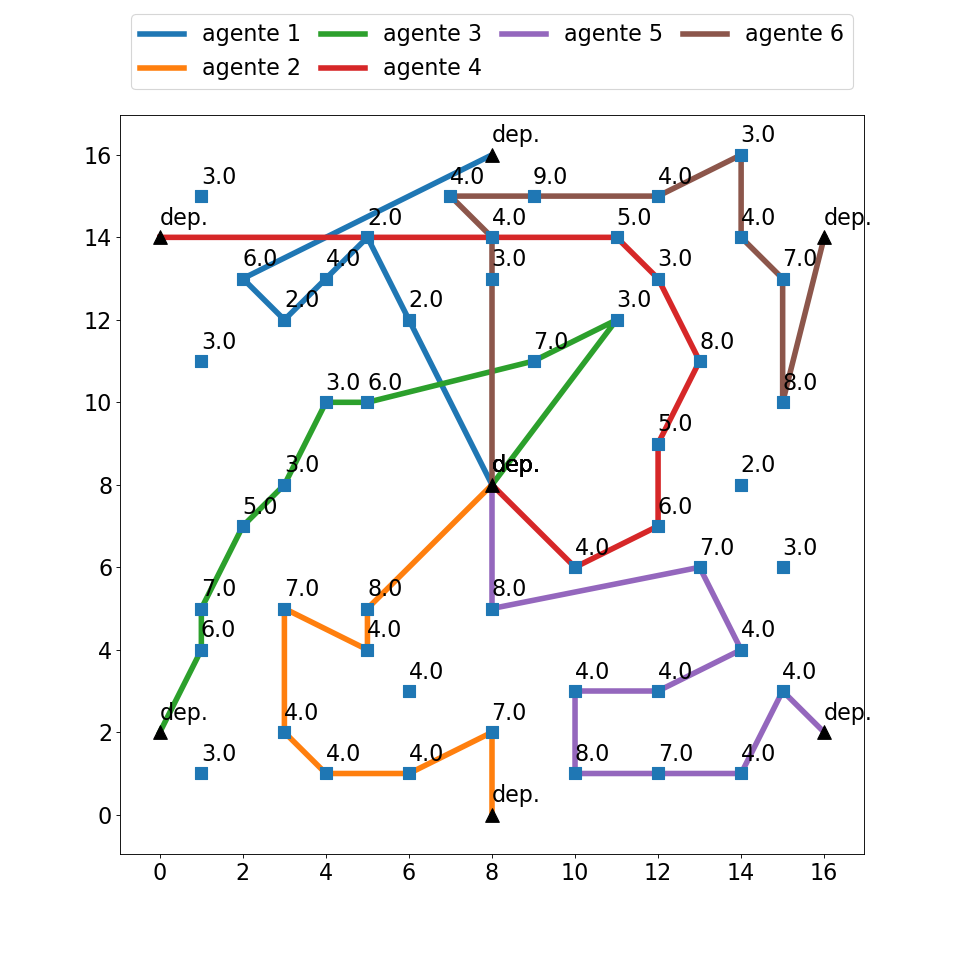 agente 1 agente 3 agente 5 agente 6
agente 2 agente 4
dep. 3.0
3.0 4.0 9.0 4.0
dep. 2.0 4.0 5.0 4.0 dep.
6.0 4.0 3.0 3.0 7.0
2.0 2.0 3.0
3.0 7.0 8.0
3.0 6.0 8.0
5.0
3.0 dep. dep. 2.0
5.0 6.0
4.0 7.0 3.0
7.0 7.0 8.0 8.0
6.0 4.0 4.0
4.0 4.0 4.0 4.0
dep. 4.0 7.0 dep.
3.0 4.0 4.0 8.0 7.0 4.0
dep.
16
14
12
10
8
6
4
2
0
0 2 4 6 8 10 12 14 16